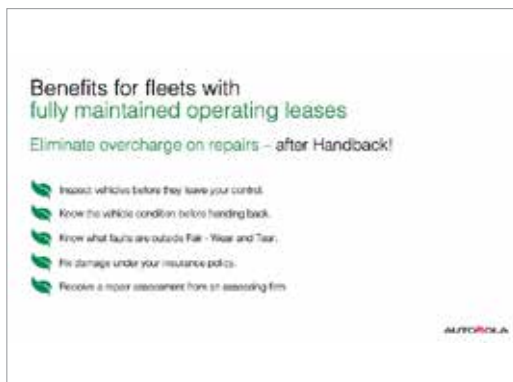 Benefits for fleets with
fully maintained operating leases
Eliminate overcharge on repairs – after Handback!
Inspect vehicles before they leave your control.
Know the vehicle condition before handing back.
Know what faults are outside Fair - Wear and Tear.
Fix damage under your insurance policy.
Receive a repair assessment from an assessing firm
AUTOROLA